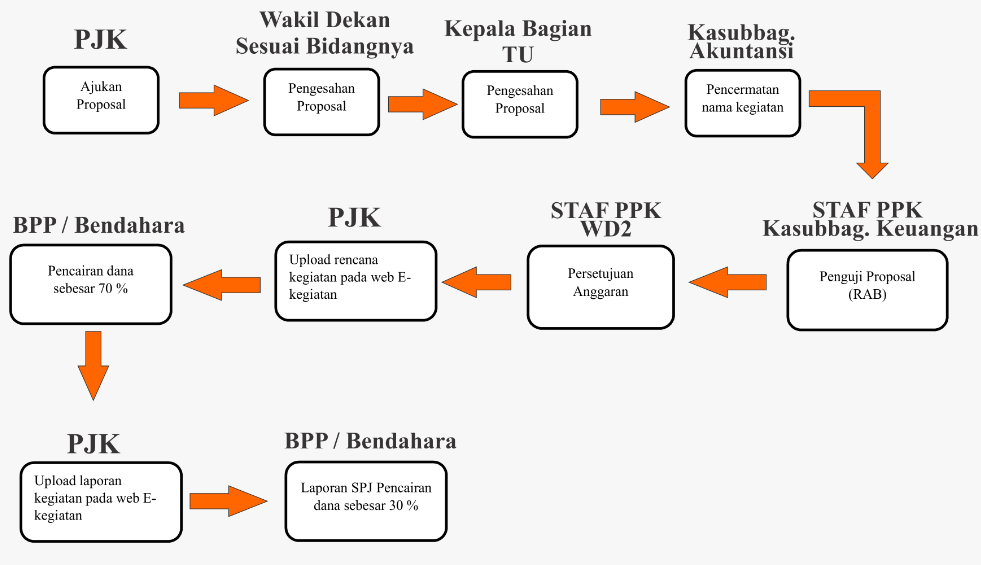 PJK
Ajukan
Proposal
Wakil Dekan
Sesuai Bidangnya
Pengesahan
Proposal
Kepala Bagian
TU
Pengesahan
Proposal
Kasubbag.
Akuntansi
Pencermatan
nama kegiatan
STAF PPK
Kasubbag. Keuangan
Penguji Proposal
(RAB)
STAF PPK
WD2
Persetujuan
Anggaran
PJK
Upload rencana
kegiatan pada web E-
kegiatan
BPP / Bendahara
Pencairan dana
sebesar 70 %
PJK
Upload laporan
kegiatan pada web E-
kegiatan
BPP / Bendahara
Laporan SPJ Pencairan
dana sebesar 30 %